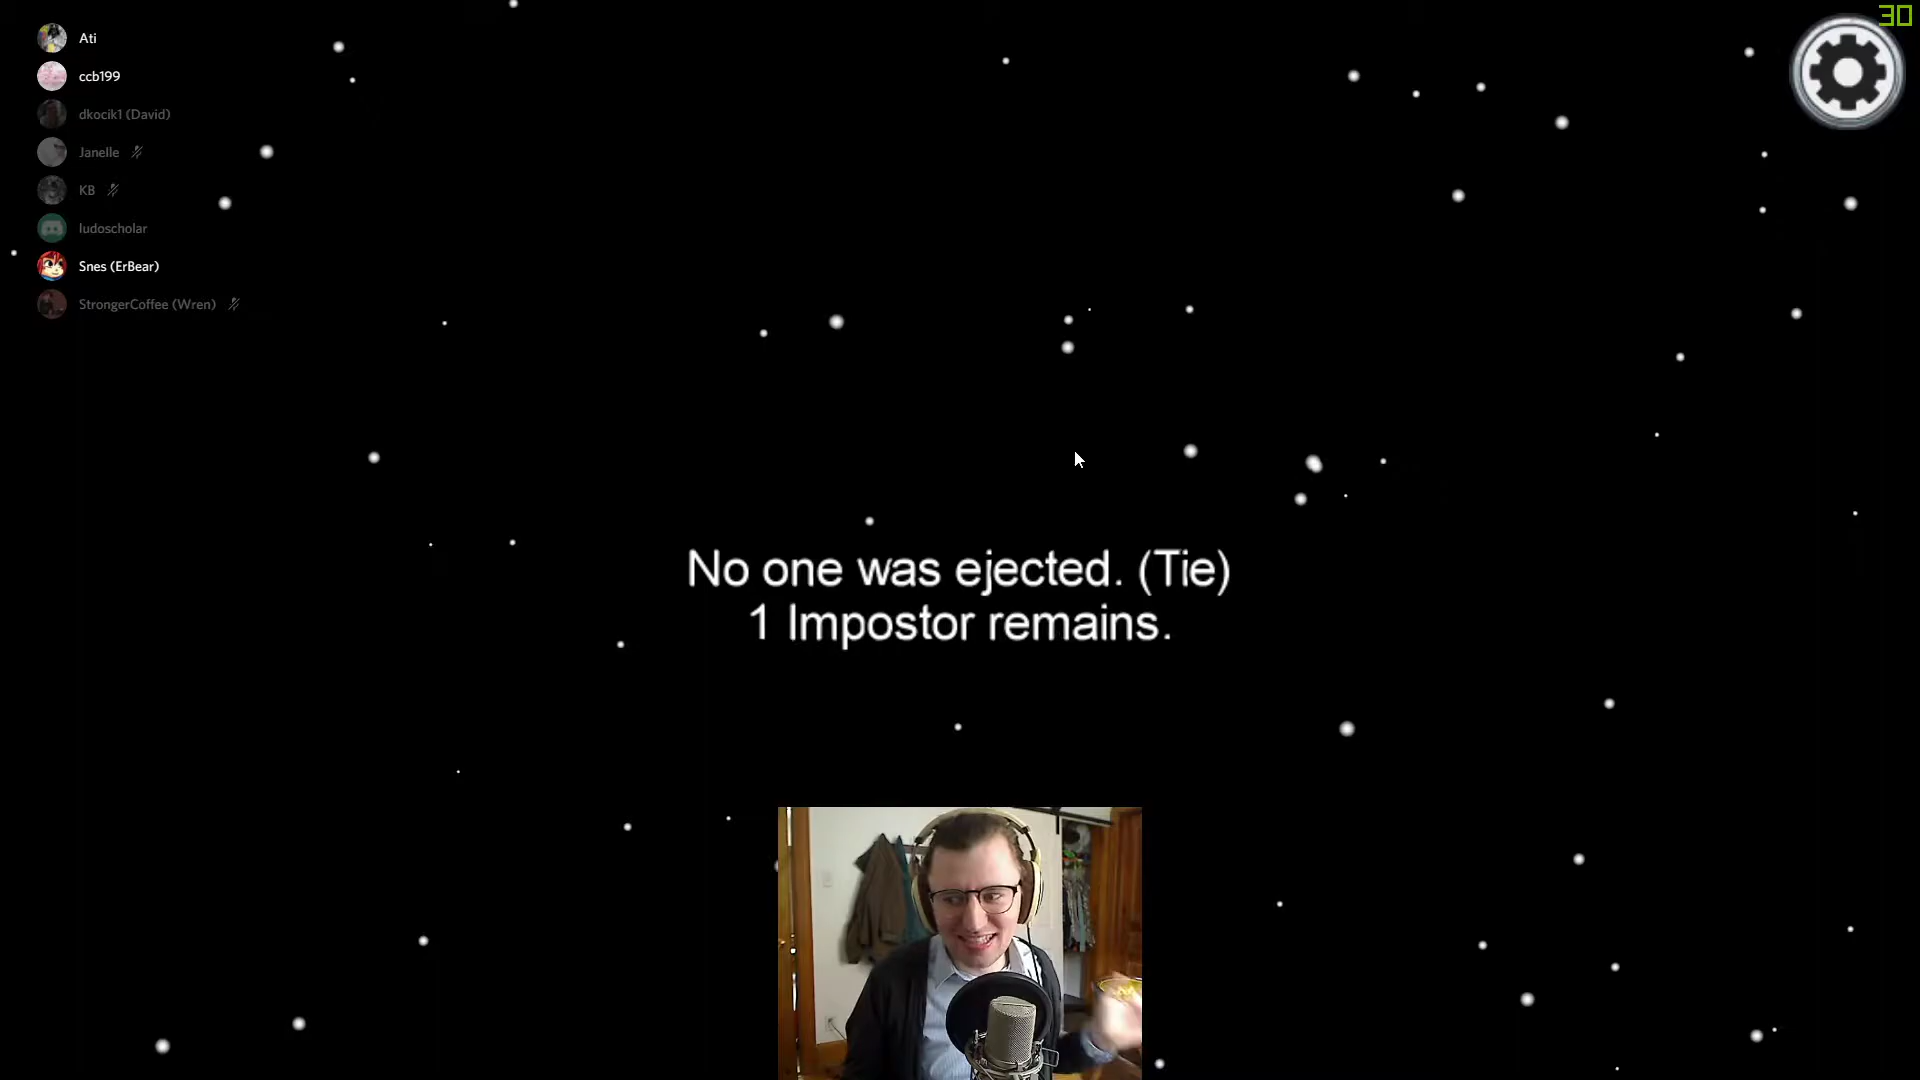 30
Ati
ccb199
dkocik1 (David)
Janelle
KB
ludoscholar
Snes (ErBear)
StrongerCoffee (Wren)
No one was ejected. (Tie)
1 Impostor remains.